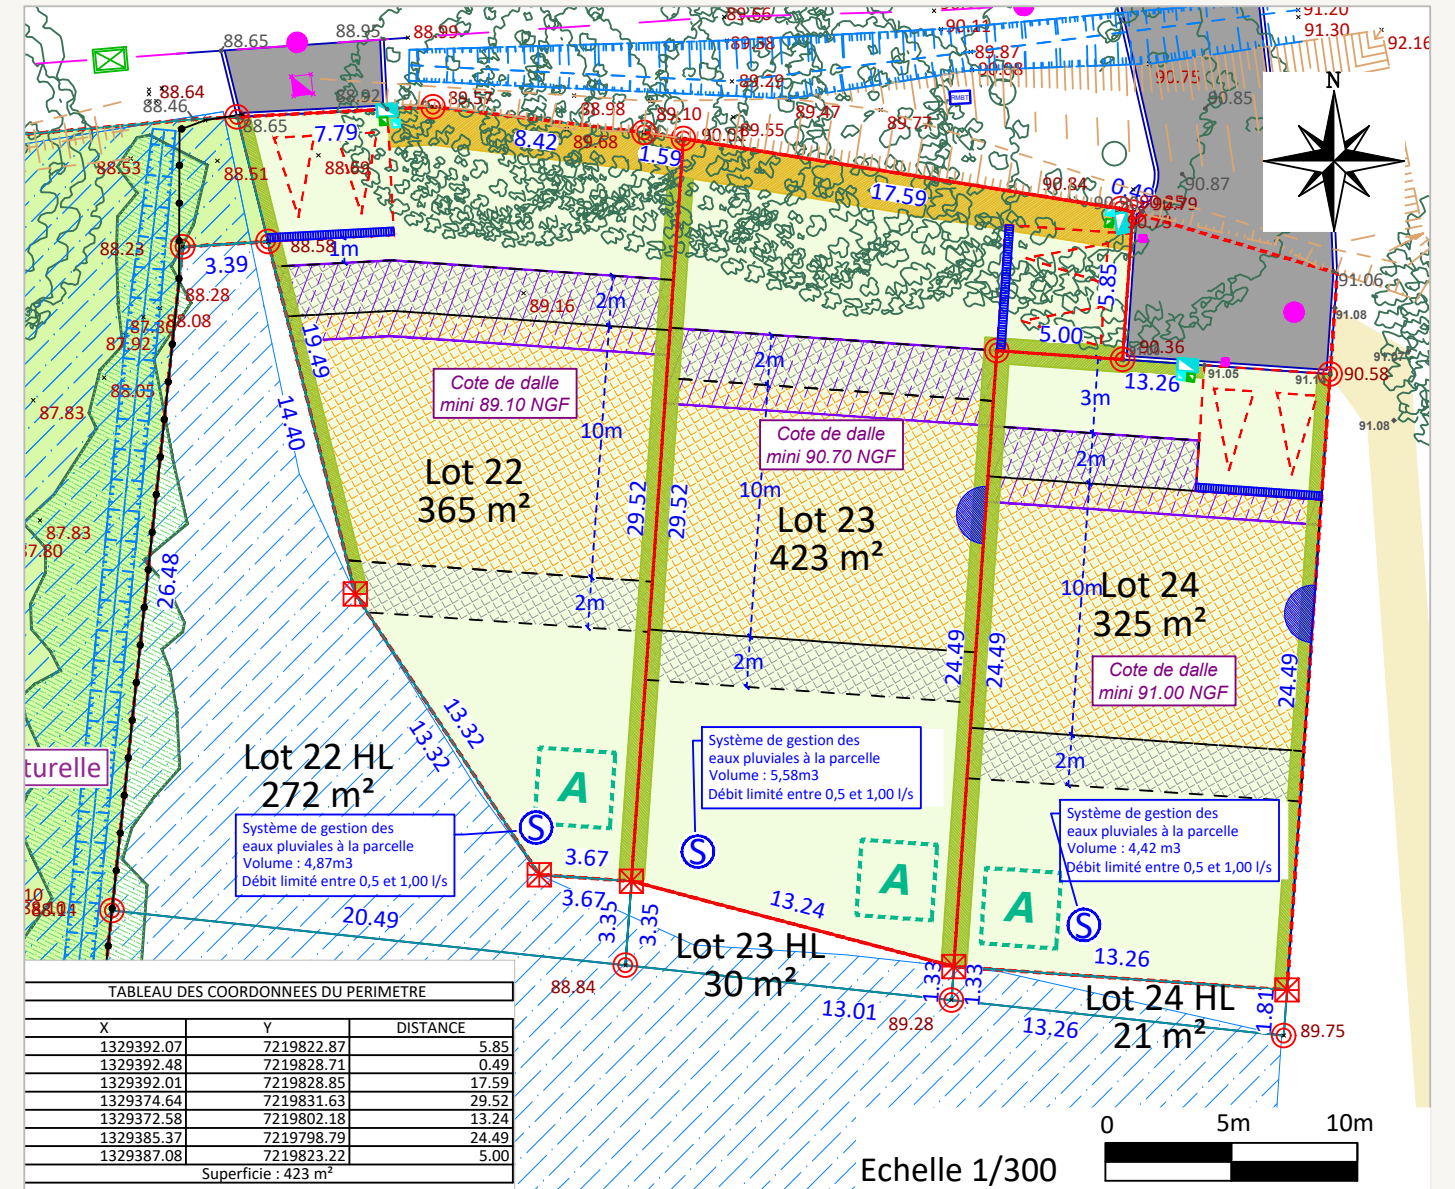 89.66
90.11
91.20
91.30
92.16
88.65
88.95
88.99
89.58
89.87
90.08
89.29
90.75
90.85
N
88.64
88.46
88.92
89.57
88.98
89.10
89.47
89.77
RMBT
88.65
7.79
8.42
89.68
1.59
89.55
88.53
88.51
88.69
17.59
90.84
0.49
90.87
90.73
88.23
3.39
88.58
1m
88.28
88.08
87.92
88.05
87.83
19.49
14.40
2m
89.16
5.85
5.00
90.36
91.06
91.08
13.26
91.05
90.58
91.08
2m
3m
2m
Cote de dalle
mini 89.10 NGF
10m
Cote de dalle
mini 90.70 NGF
Lot 22
365 m²
29.52
29.52
10m
Lot 23
423 m²
87.83
26.48
2m
10m
Lot 24
325 m²
2m
24.49
24.49
Cote de dalle
mini 91.00 NGF
24.49
13.32
13.32
2m
turelle
Lot 22 HL
272 m²
A
Système de gestion des
eaux pluviales à la parcelle
Volume : 5,58m3
Débit limité entre 0,5 et 1,00 l/s
Système de gestion des
eaux pluviales à la parcelle
Volume : 4,87m3
Débit limité entre 0,5 et 1,00 l/s
S
S
Système de gestion des
eaux pluviales à la parcelle
Volume : 4,42 m3
Débit limité entre 0,5 et 1,00 l/s
3.67
3.67
A
A
S
20.49
3.35
3.35
13.24
Lot 23 HL
30 m²
13.26
88.84
1.33
1.33
13.01
89.28
13.26
Lot 24 HL
21 m²
1.81
89.75
TABLEAU DES COORDONNEES DU PERIMETRE
X Y DISTANCE
1329392.07 7219822.87 5.85
1329392.48 7219828.71 0.49
1329392.01 7219828.85 17.59
1329374.64 7219831.63 29.52
1329372.58 7219802.18 13.24
1329385.37 7219798.79 24.49
1329387.08 7219823.22 5.00
Superficie : 423 m²
Echelle 1/300
0 5m 10m